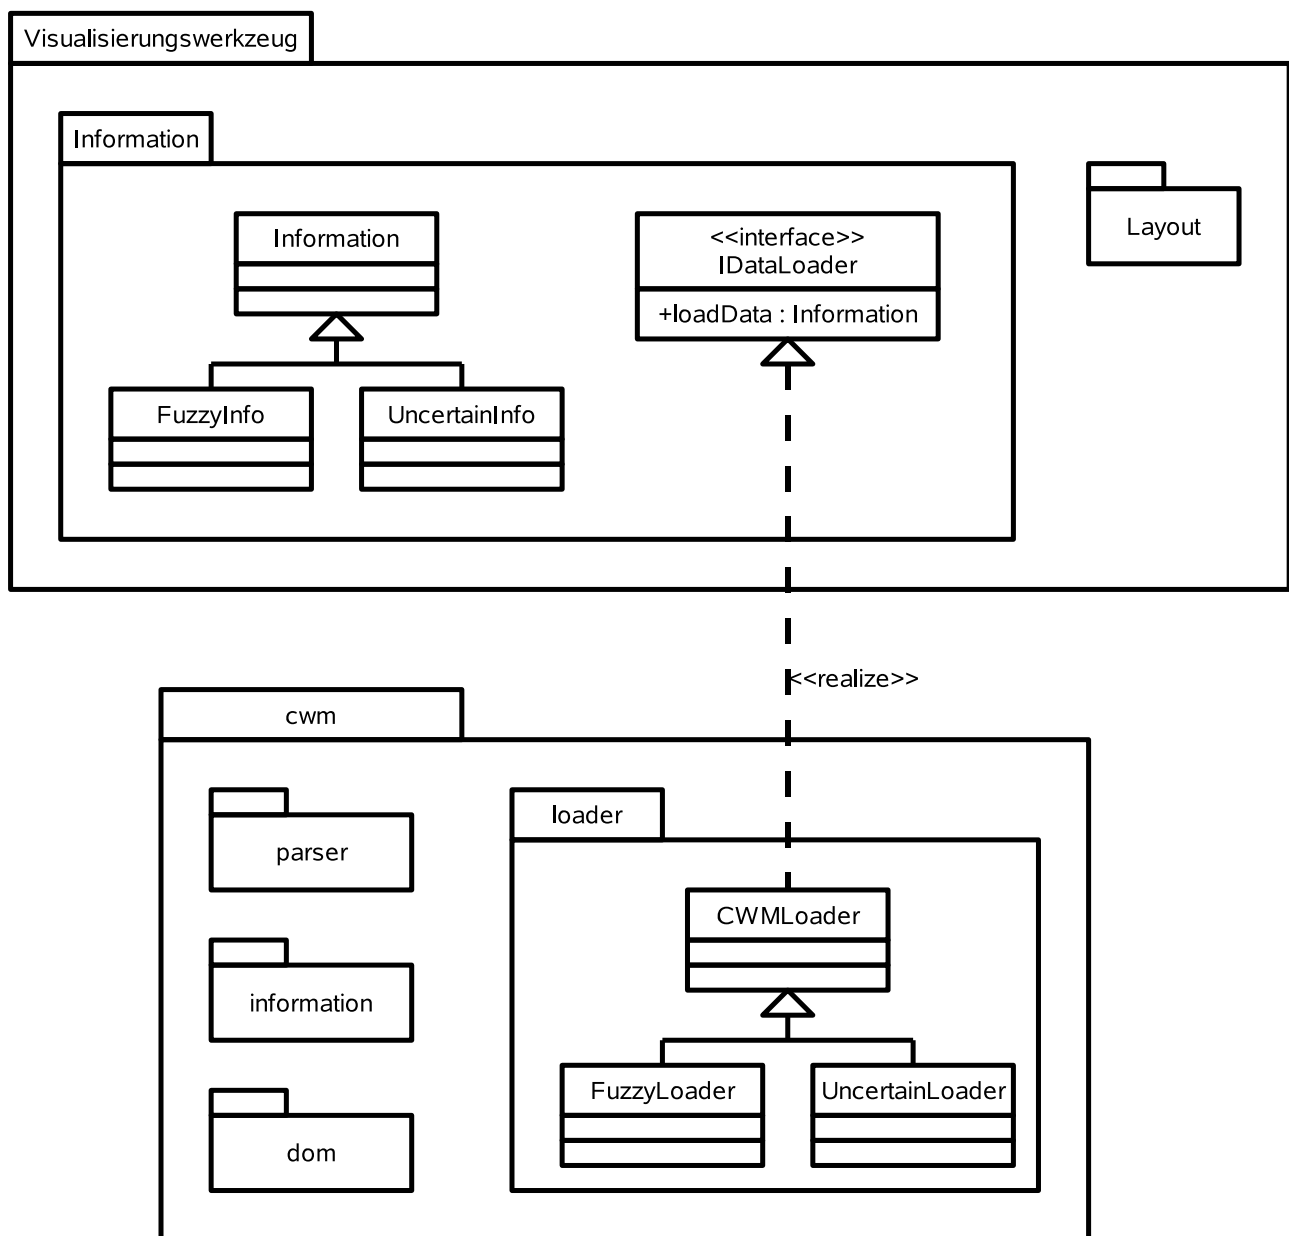 Visualisierungswerkzeug
Information
Information
<<interface>>
IDataLoader
+loadData : Information
Layout
FuzzyInfo
UncertainInfo
<<realize>>
cwm
parser
loader
CWMLoader
information
FuzzyLoader
UncertainLoader
dom